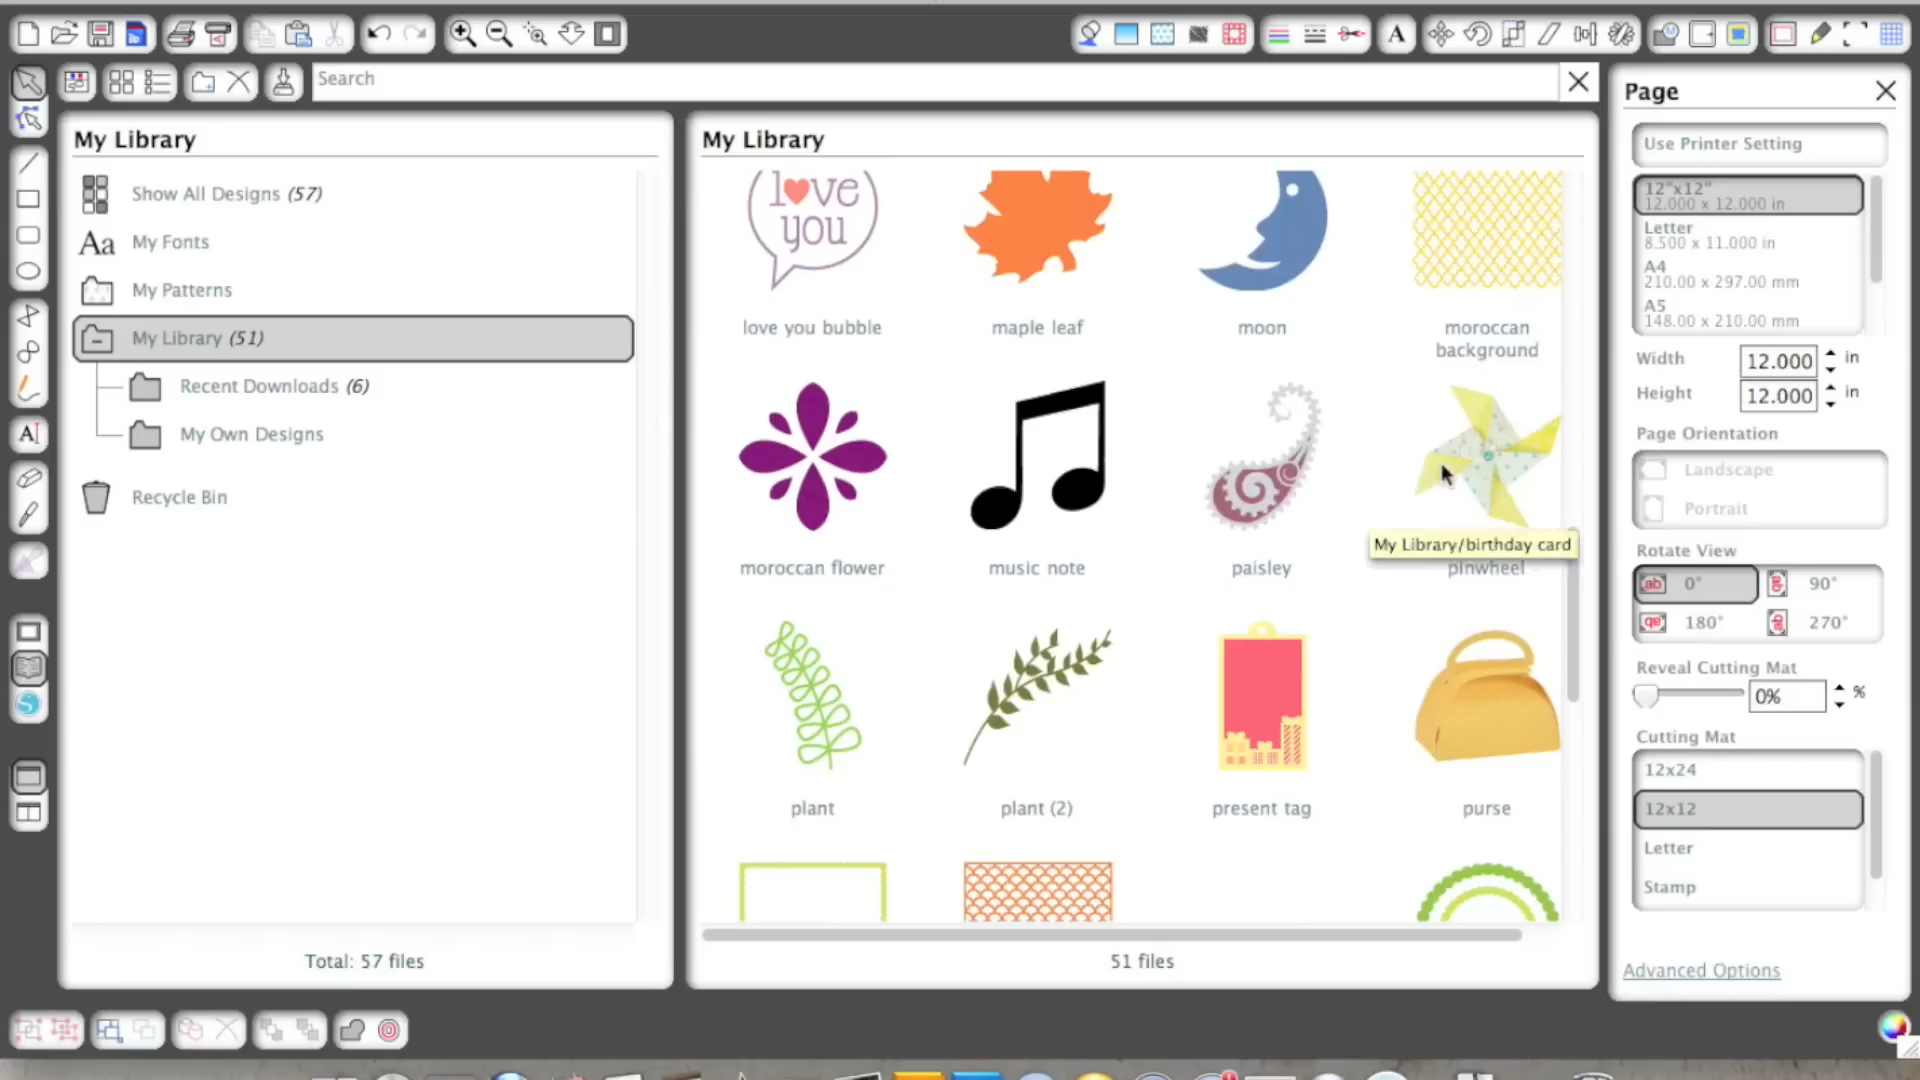 Search
My Library
Show All Designs (57)
Aa My Fonts
My Patterns
My Library (51)
Recent Downloads (6)
My Own Designs
Recycle Bin
Total: 57 files
My Library
love
you
love you bubble
maple leaf
moon
moroccan
background
moroccan flower
music note
paisley
My Library/birthday card
pinwheel
plant
plant (2)
present tag
purse
51 files
Page
Use Printer Setting
12"x12"
12.000 x 12.000 in
Letter
8.500 x 11.000 in
A4
210.00 x 297.00 mm
A5
148.00 x 210.00 mm
Width 12.000 in
Height 12.000 in
Page Orientation
Landscape
Portrait
Rotate View
ab 0° ab 90°
ab 180° ab 270°
Reveal Cutting Mat
0% %
Cutting Mat
12x24
12x12
Letter
Stamp
Advanced Options